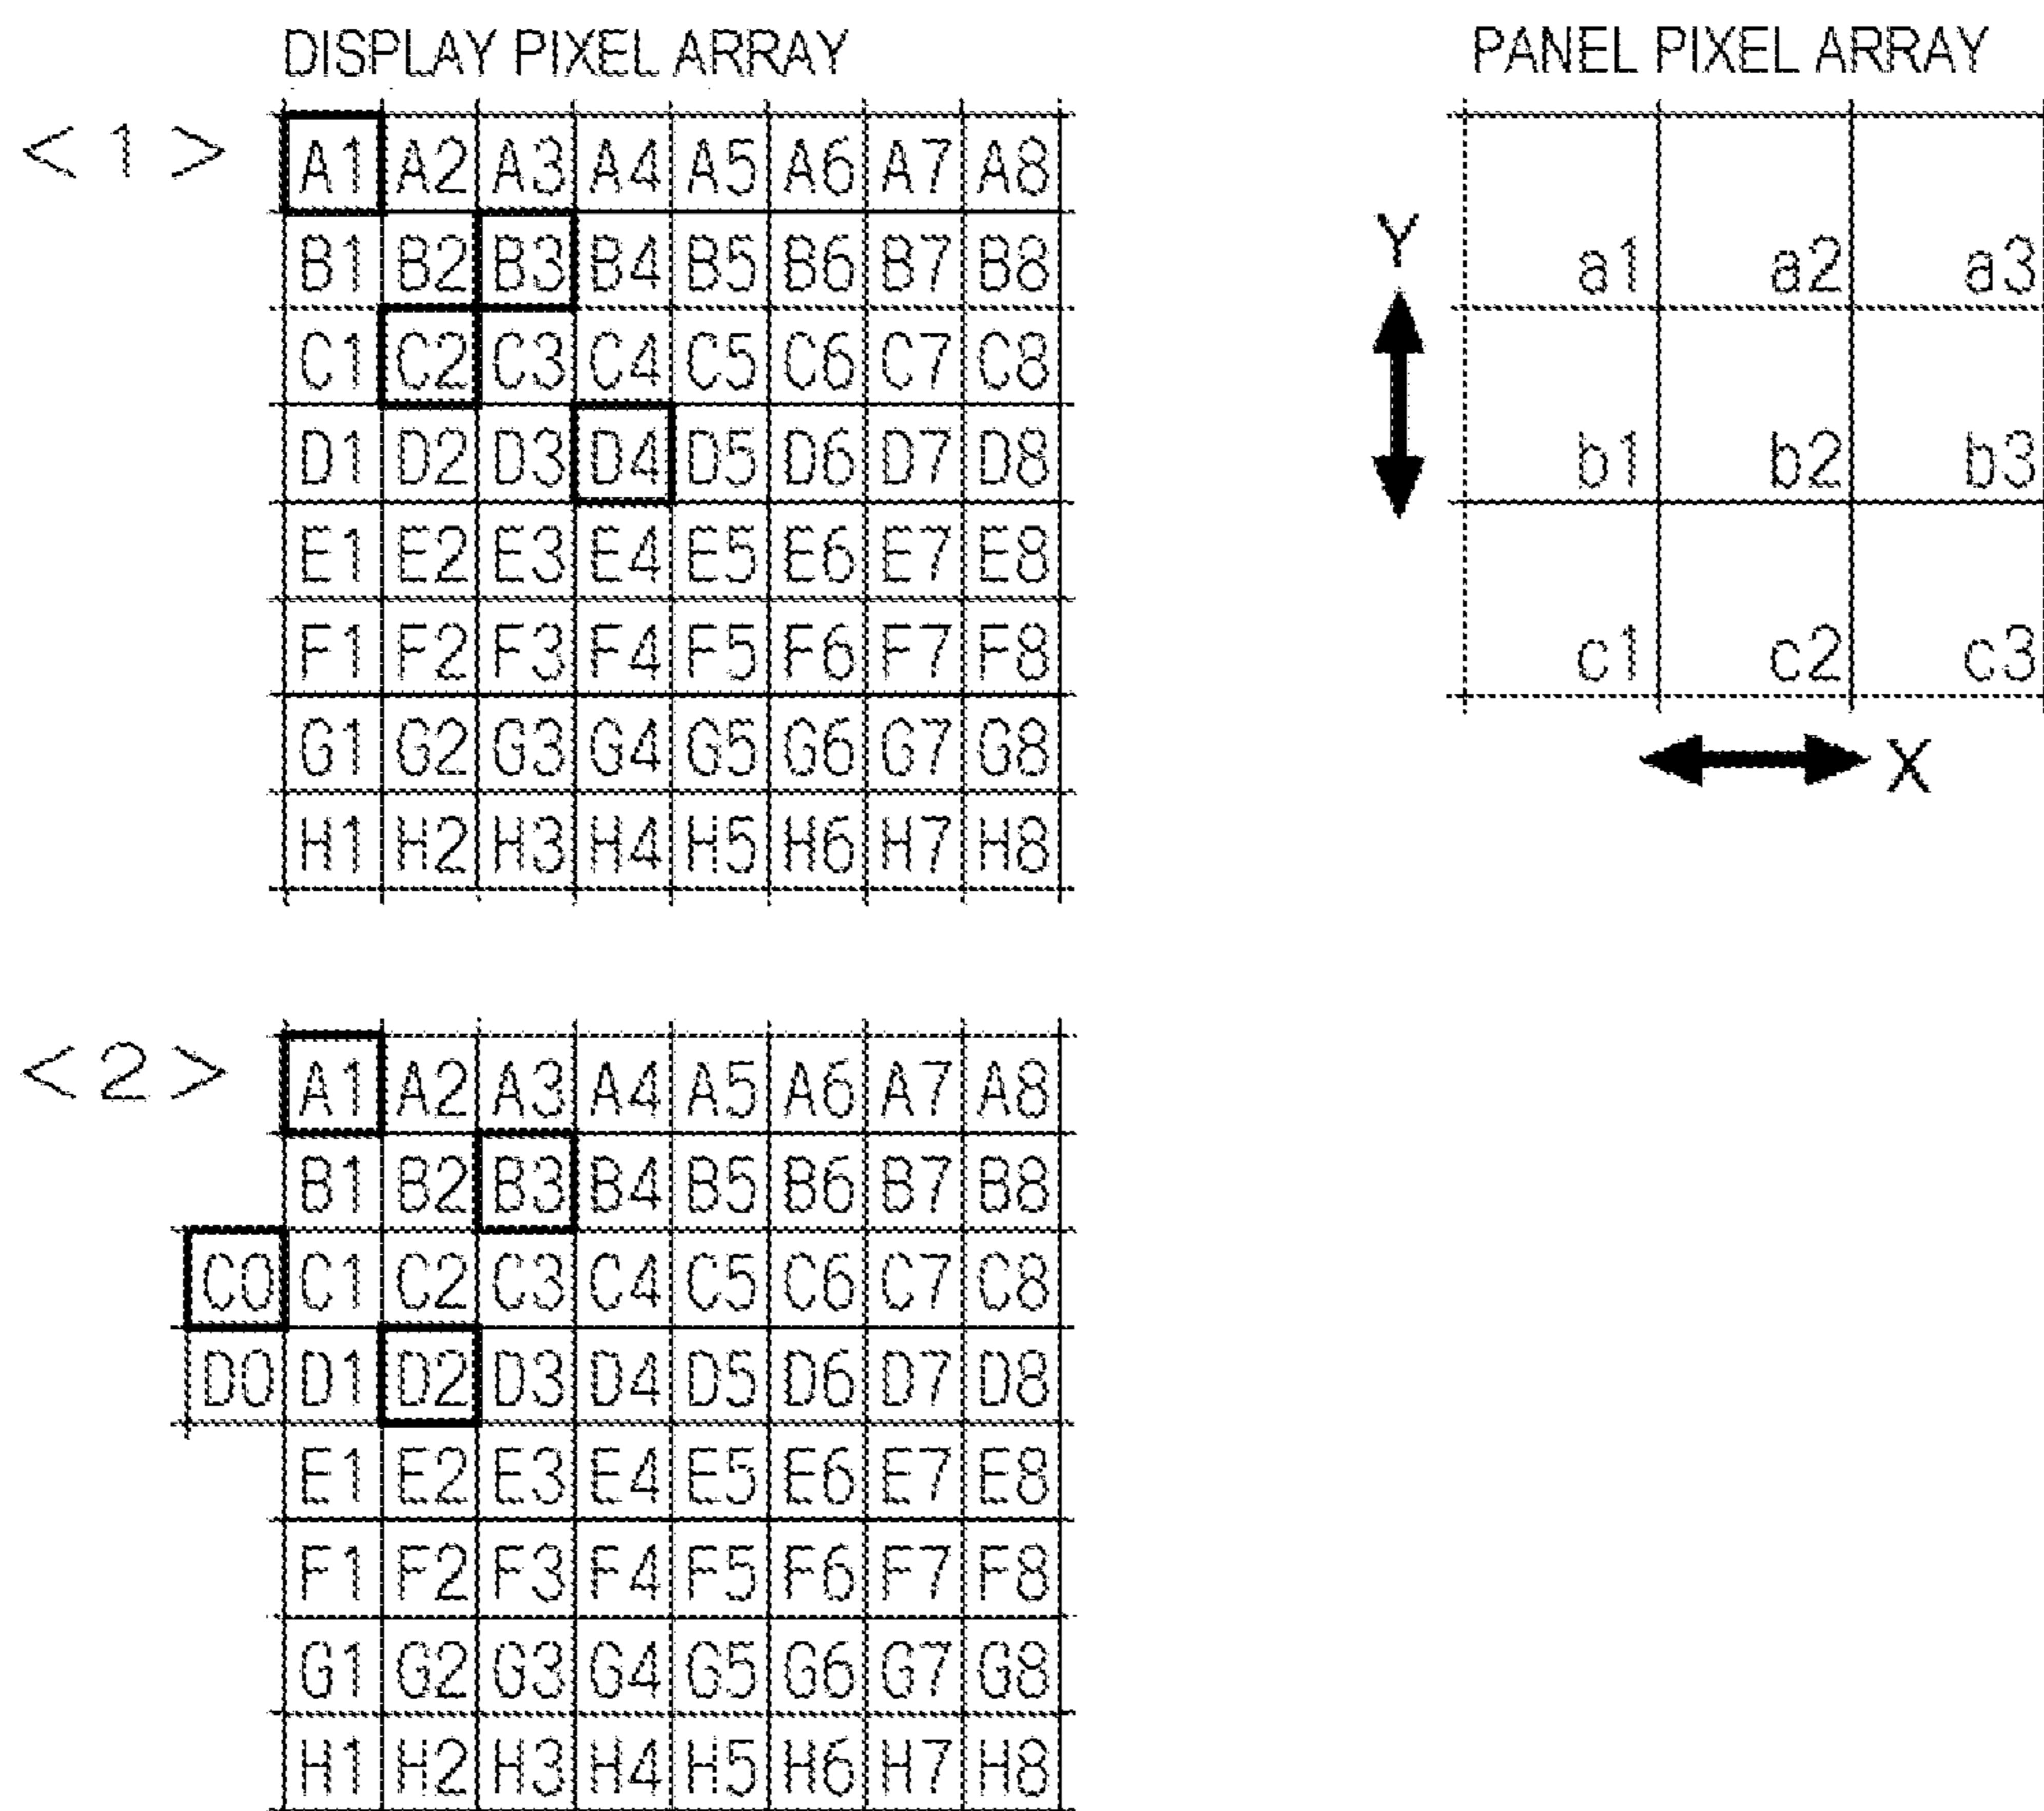 DISPLAY PIXEL ARRAY
<1>
A1 A2 A3 A4 A5 A6 A7 A8
B1 B2 B3 B4 B5 B6 B7 B8
C1 C2 C3 C4 C5 C6 C7 C8
D1 D2 D3 D4 D5 D6 D7 D8
E1 E2 E3 E4 E5 E6 E7 E8
F1 F2 F3 F4 F5 F6 F7 F8
G1 G2 G3 G4 G5 G6 G7 G8
H1 H2 H3 H4 H5 H6 H7 H8
PANEL PIXEL ARRAY
Y
a1 a2 a3
b1 b2 b3
c1 c2 c3
X
<2>
A1 A2 A3 A4 A5 A6 A7 A8
B1 B2 B3 B4 B5 B6 B7 B8
C0 C1 C2 C3 C4 C5 C6 C7 C8
D0 D1 D2 D3 D4 D5 D6 D7 D8
E1 E2 E3 E4 E5 E6 E7 E8
F1 F2 F3 F4 F5 F6 F7 F8
G1 G2 G3 G4 G5 G6 G7 G8
H1 H2 H3 H4 H5 H6 H7 H8